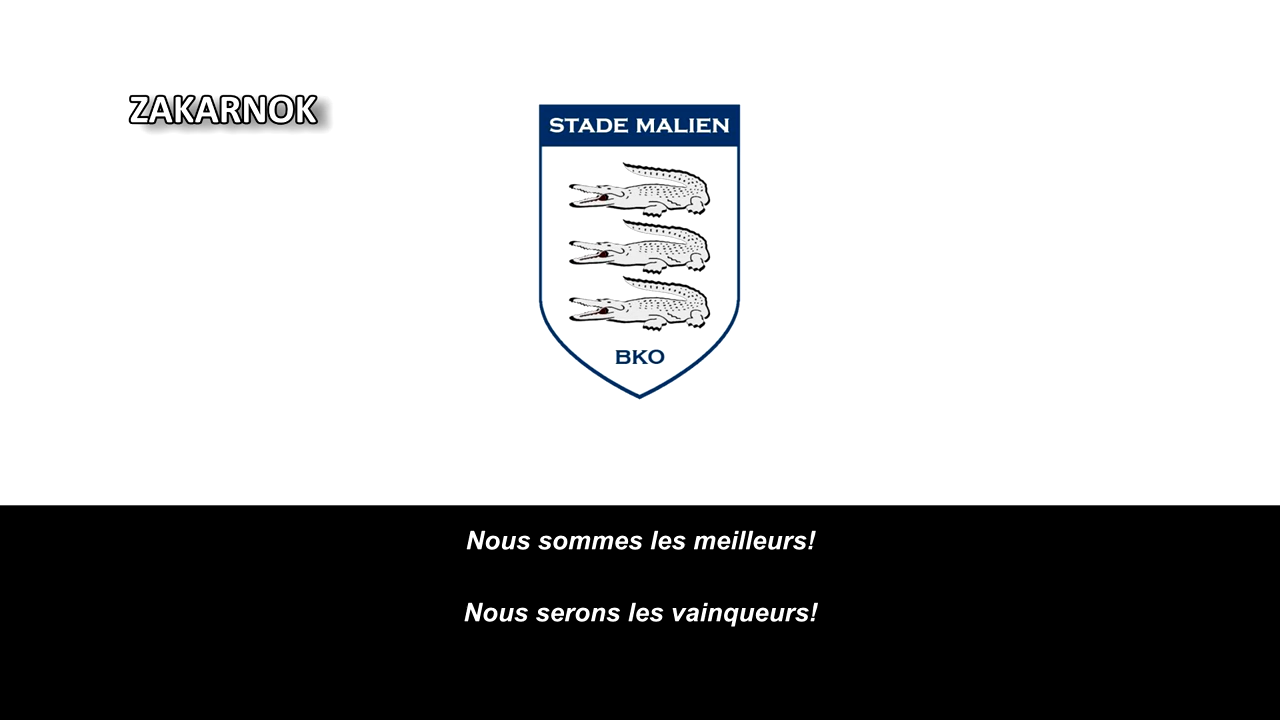 ZAKARNOK
STADE MALIEN
BKO
Nous sommes les meilleurs!
Nous serons les vainqueurs!